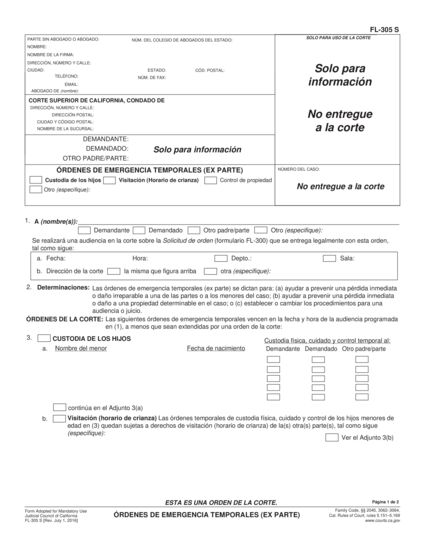 FL-305 S
PARTE SIN ABOGADO O ABOGADO
NÚM. DEL COLEGIO DE ABOGADOS DEL ESTADO:
NOMBRE:
NOMBRE DE LA FIRMA:
DIRECCIÓN, NÚMERO Y CALLE:
CIUDAD: ESTADO: CÓD. POSTAL:
TELÉFONO: NÚM. DE FAX:
EMAIL:
ABOGADO DE (nombre):
SOLO PARA USO DE LA CORTE
Solo para
información
No entregue
a la corte
CORTE SUPERIOR DE CALIFORNIA, CONDADO DE
DIRECCIÓN, NÚMERO Y CALLE:
DIRECCIÓN POSTAL:
CIUDAD Y CÓDIGO POSTAL:
NOMBRE DE LA SUCURSAL:
DEMANDANTE:
DEMANDADO: Solo para información
OTRO PADRE/PARTE:
ÓRDENES DE EMERGENCIA TEMPORALES (EX PARTE)
Custodia de los hijos Visitación (Horario de crianza) Control de propiedad
Otro (especifique):
NÚMERO DEL CASO:
No entregue a la corte
1. A (nombre(s)):
Demandante Demandado Otro padre/parte Otro (especifique):
Se realizará una audiencia en la corte sobre la Solicitud de orden (formulario FL-300) que se entrega legalmente con esta orden,
tal como sigue:
a. Fecha: Hora: Depto.: Sala:
b. Dirección de la corte la misma que figura arriba otra (especifique):
2. Determinaciones: Las órdenes de emergencia temporales (ex parte) se dictan para: (a) ayudar a prevenir una pérdida inmediata
o daño irreparable a una de las partes o a los menores del caso; (b) ayudar a prevenir una pérdida inmediata
o daño a una propiedad determinable en el caso; o (c) establecer o cambiar los procedimientos para una
audiencia o juicio.
ÓRDENES DE LA CORTE: Las siguientes órdenes de emergencia temporales vencen en la fecha y hora de la audiencia programada
en (1), a menos que sean extendidas por una orden de la corte:
3. CUSTODIA DE LOS HIJOS
Custodia física, cuidado y control temporal al:
a. Nombre del menor Fecha de nacimiento Demandante Demandado Otro padre/parte
continúa en el Adjunto 3(a)
b. Visitación (horario de crianza) Las órdenes temporales de custodia física, cuidado y control de los hijos menores de
edad en (3) quedan sujetas a derechos de visitación (horario de crianza) de la(s) otra(s) parte(s), tal como sigue
(especifique):
Ver el Adjunto 3(b)
ESTA ES UNA ORDEN DE LA CORTE.
Página 1 de 2
Form Adopted for Mandatory Use
Judicial Council of California
FL-305 S [Rev. July 1, 2016]
ÓRDENES DE EMERGENCIA TEMPORALES (EX PARTE)
Family Code, §§ 2045, 3062–3064,
Cal. Rules of Court, rules 5.151–5.169
www.courts.ca.gov